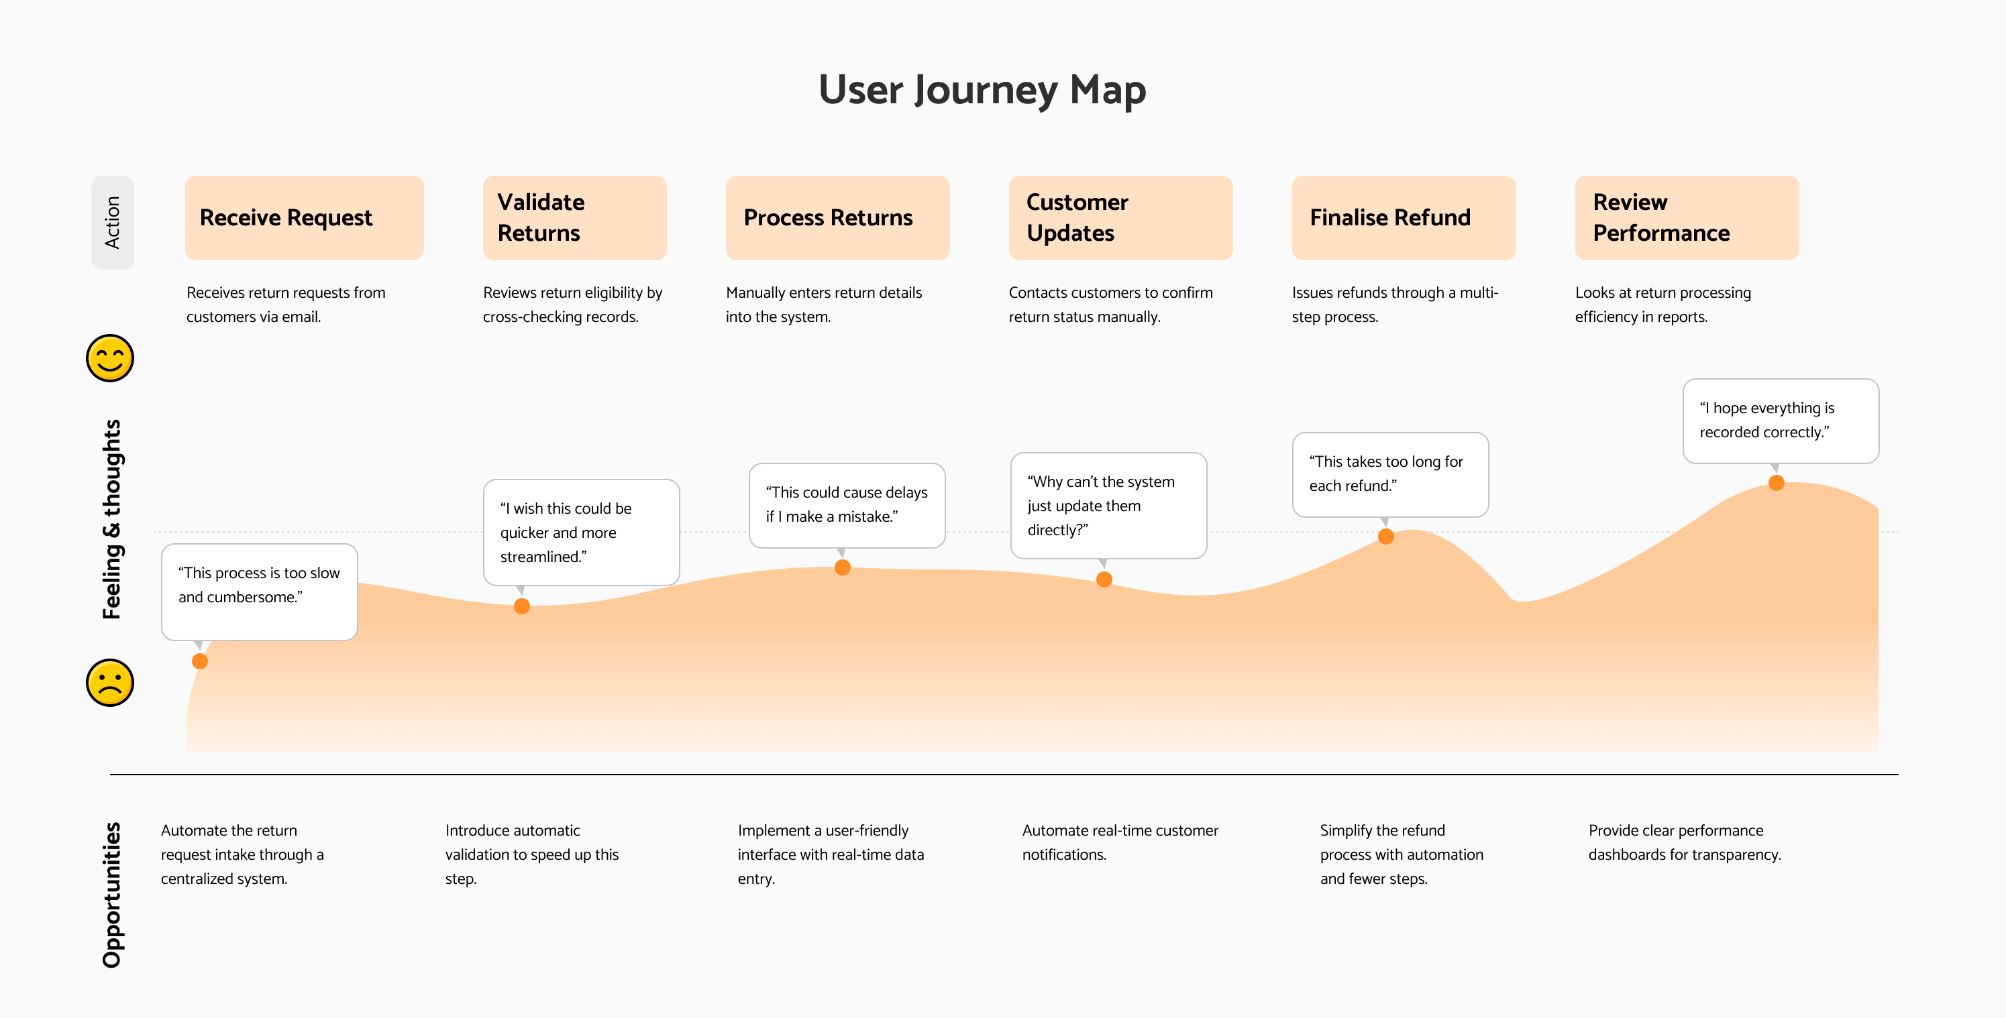 User Journey Map
Action
Receive Request
Validate
Returns
Process Returns
Customer
Updates
Finalise Refund
Review
Performance
Receives return requests from
customers via email.
Reviews return eligibility by
cross-checking records.
Manually enters return details
into the system.
Contacts customers to confirm
return status manually.
Issues refunds through a multi-
step process.
Looks at return processing
efficiency in reports.
Feeling & thoughts
“This process is too slow
and cumbersome.”
“I wish this could be
quicker and more
streamlined.”
“This could cause delays
if I make a mistake.”
“Why can’t the system
just update them
directly?”
“This takes too long for
each refund.”
“I hope everything is
recorded correctly.”
Opportunities
Automate the return
request intake through a
centralized system.
Introduce automatic
validation to speed up this
step.
Implement a user-friendly
interface with real-time data
entry.
Automate real-time customer
notifications.
Simplify the refund
process with automation
and fewer steps.
Provide clear performance
dashboards for transparency.